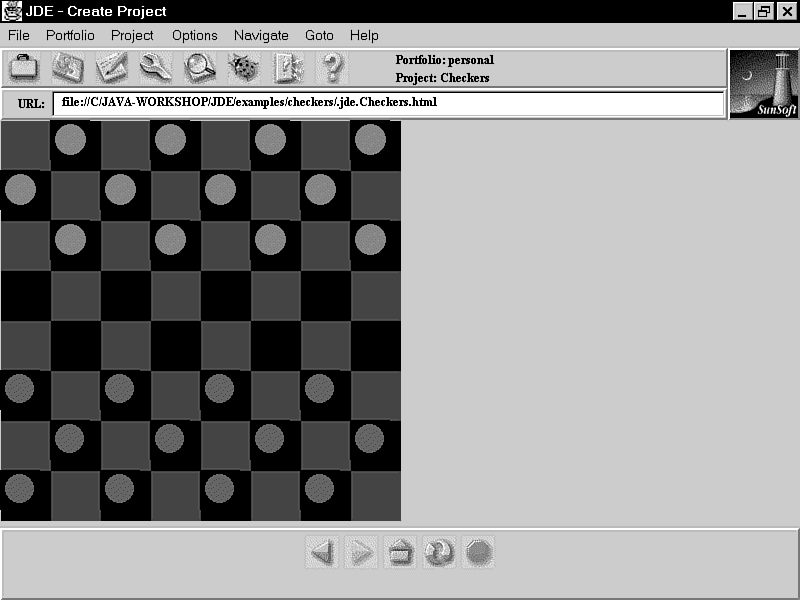 JDE - Create Project
File Portfolio Project Options Navigate Goto Help
Portfolio: personal
Project: Checkers
URL: file://C/JAVA-WORKSHOP/JDE/examples/checkers/.jde.Checkers.html
SunSoft